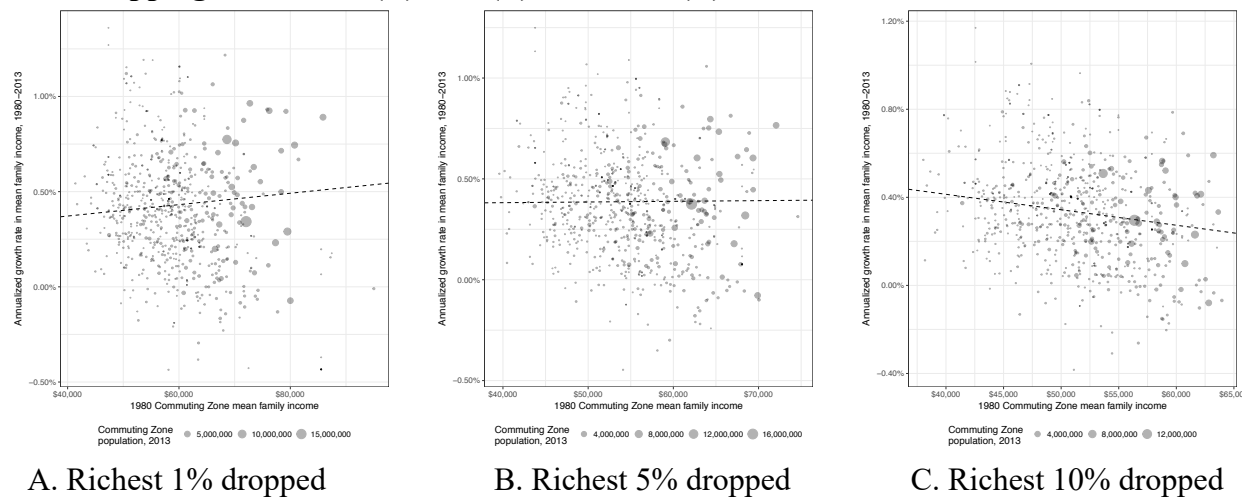 Annualized growth rate in mean family income, 1980−2013
1.00%
0.50%
0.00%
−0.50%
$40,000 $60,000 $80,000
1980 Commuting Zone mean family income
Commuting Zone
population, 2013
5,000,000 10,000,000 15,000,000
A. Richest 1% dropped
Annualized growth rate in mean family income, 1980−2013
1.00%
0.50%
0.00%
−0.50%
$40,000 $50,000 $60,000 $70,000
1980 Commuting Zone mean family income
Commuting Zone
population, 2013
4,000,000 8,000,000 12,000,000 16,000,000
B. Richest 5% dropped
Annualized growth rate in mean family income, 1980−2013
1.20%
0.80%
0.40%
0.00%
−0.40%
$40,000 $45,000 $50,000 $55,000 $60,000 $65,00
1980 Commuting Zone mean family income
Commuting Zone
population, 2013
4,000,000 8,000,000 12,000,000
C. Richest 10% dropped